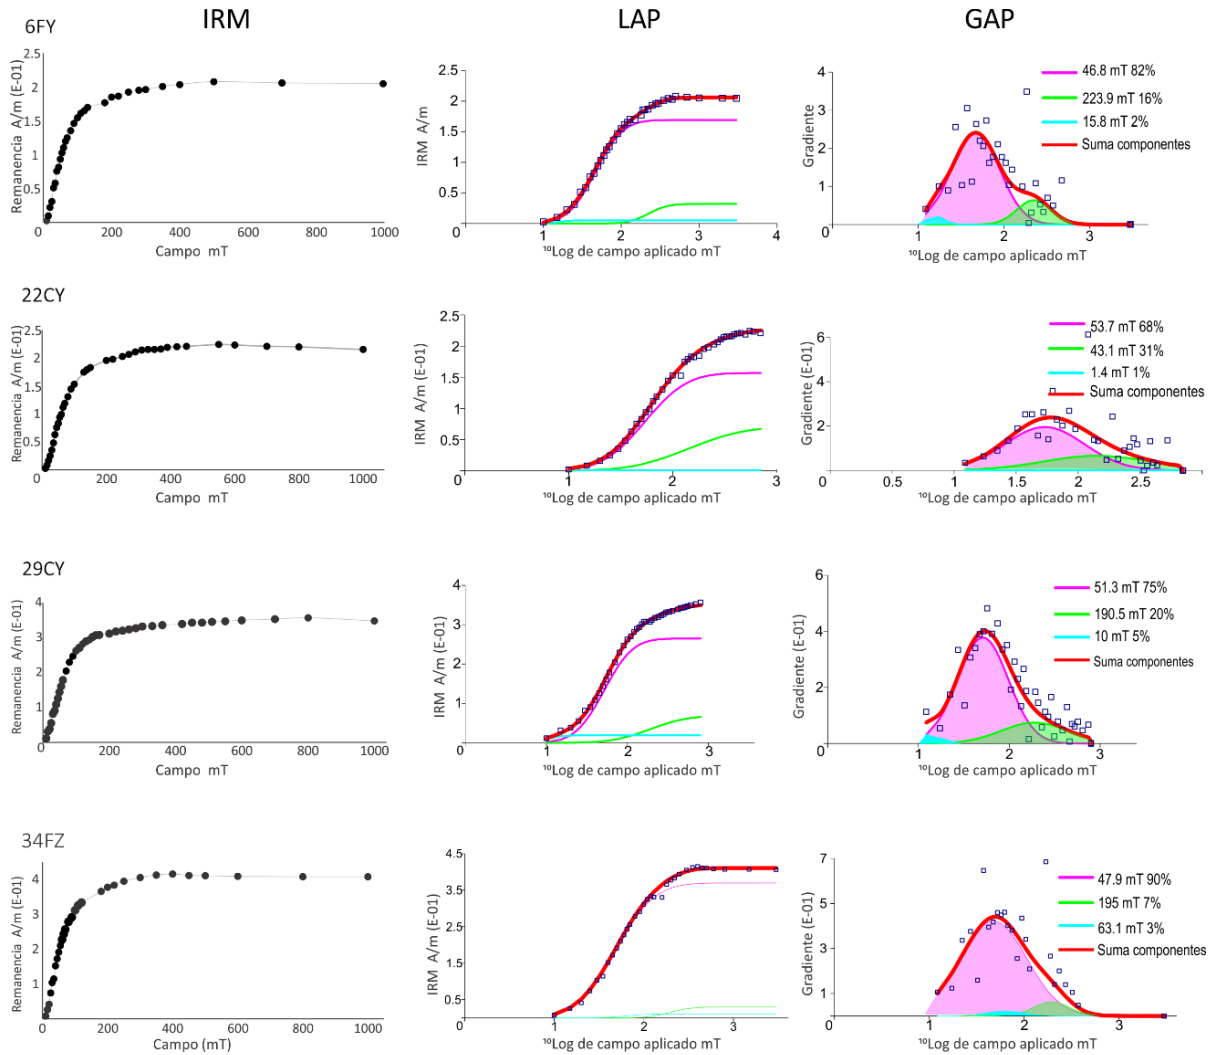 IRM LAP GAP
6FY
Remanencia A/m (E-01)
2.5
2
1.5
1
0.5
0
200 400 600 800 1000
Campo mT
IRM A/m
2.5
2.0
1.5
1
0.5
0 1 2 3 4
¹⁰Log de campo aplicado mT
Gradiente
4
3
2
1
0
1 2 3
¹⁰Log de campo aplicado mT
46.8 mT 82%
223.9 mT 16%
15.8 mT 2%
Suma componentes
22CY
Remanencia A/m (E-01)
2.5
2
1.5
1
0.5
0 200 400 600 800 1000
Campo mT
IRM A/m (E-01)
2.5
2
1.5
1
0.5
0 1 2 3
¹⁰Log de campo aplicado mT
Gradiente (E-01)
6
4
2
0 0.5 1 1.5 2 2.5
¹⁰Log de campo aplicado mT
53.7 mT 68%
43.1 mT 31%
1.4 mT 1%
Suma componentes
29CY
Remanencia A/m (E-01)
4
3
2
1
0 200 400 600 800 1000
Campo mT
IRM A/m (E-01)
4
3
2
1
0 1 2 3
¹⁰Log de campo aplicado mT
Gradiente (E-01)
6
4
2
0 1 2 3
¹⁰Log de campo aplicado mT
51.3 mT 75%
190.5 mT 20%
10 mT 5%
Suma componentes
34FZ
Remanencia A/m (E-01)
4
3
2
1
0 200 400 600 800 1000
Campo (mT)
IRM A/m (E-01)
4.5
3.5
2.5
1.5
0.5
0 1 2 3
¹⁰Log de campo aplicado mT
Gradiente (E-01)
7
5
3
1
0 1 2 3
¹⁰Log de campo aplicado mT
47.9 mT 90%
195 mT 7%
63.1 mT 3%
Suma componentes